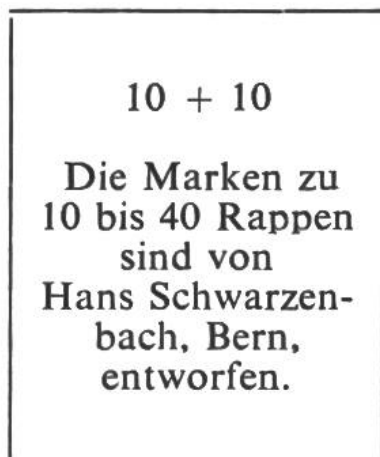 10 + 10
Die Marken zu
10 bis 40 Rappen
sind von
Hans Schwarzen-
bach, Bern,
entworfen.